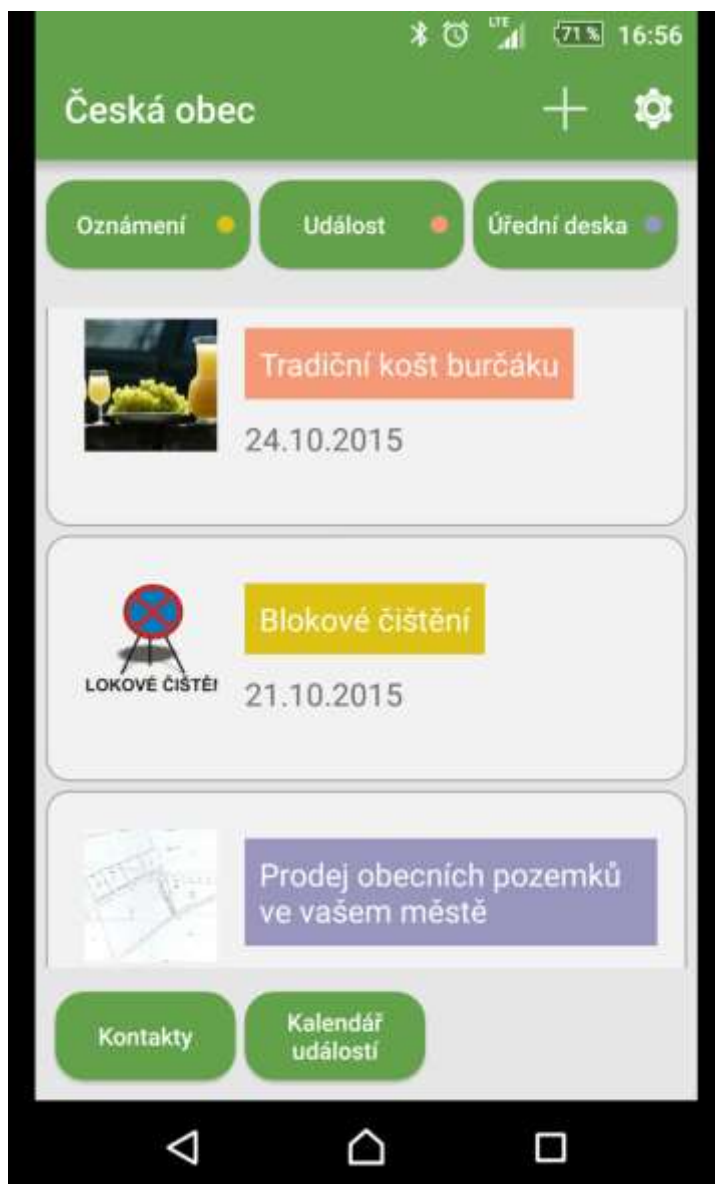 LTE 71% 16:56
Česká obec
Oznámení Událost Úřední deska
Tradiční košt burčáku
24.10.2015
Blokové čištění
LOKOVÉ ČIŠTĚ
21.10.2015
Prodej obecních pozemků
ve vašem městě
Kontakty
Kalendář
událostí